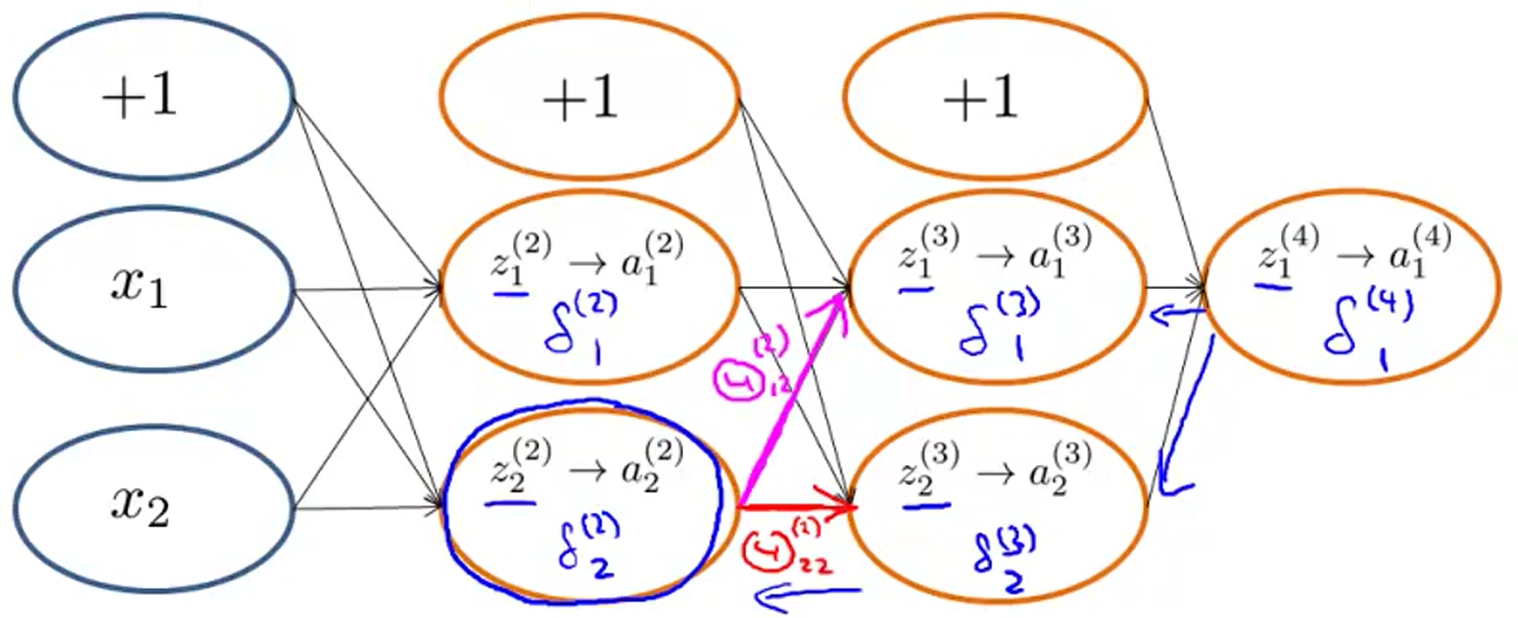 +1 +1 +1
x₁ z₁⁽²⁾ → a₁⁽²⁾ z₁⁽³⁾ → a₁⁽³⁾ z₁⁽⁴⁾ → a₁⁽⁴⁾
δ₁⁽²⁾ δ₁⁽³⁾ δ₁⁽⁴⁾
Θ₁₂⁽²⁾
x₂ z₂⁽²⁾ → a₂⁽²⁾ z₂⁽³⁾ → a₂⁽³⁾
δ₂⁽²⁾ Θ₂₂⁽²⁾ δ₂⁽³⁾